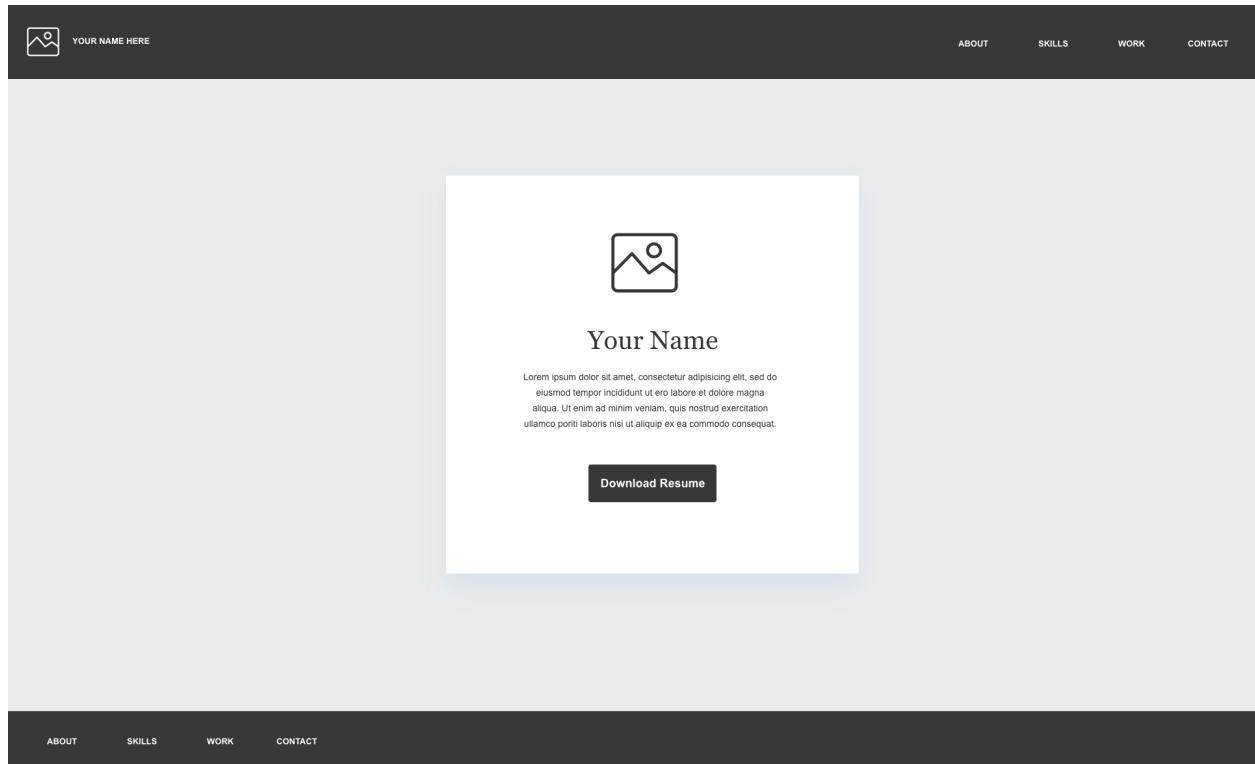 YOUR NAME HERE
ABOUT SKILLS WORK CONTACT
Your Name
Lorem ipsum dolor sit amet, consectetur adipisicing elit, sed do
eiusmod tempor incididunt ut ero labore et dolore magna
aliqua. Ut enim ad minim veniam, quis nostrud exercitation
ullamco poriti laboris nisi ut aliquip ex ea commodo consequat.
Download Resume
ABOUT SKILLS WORK CONTACT